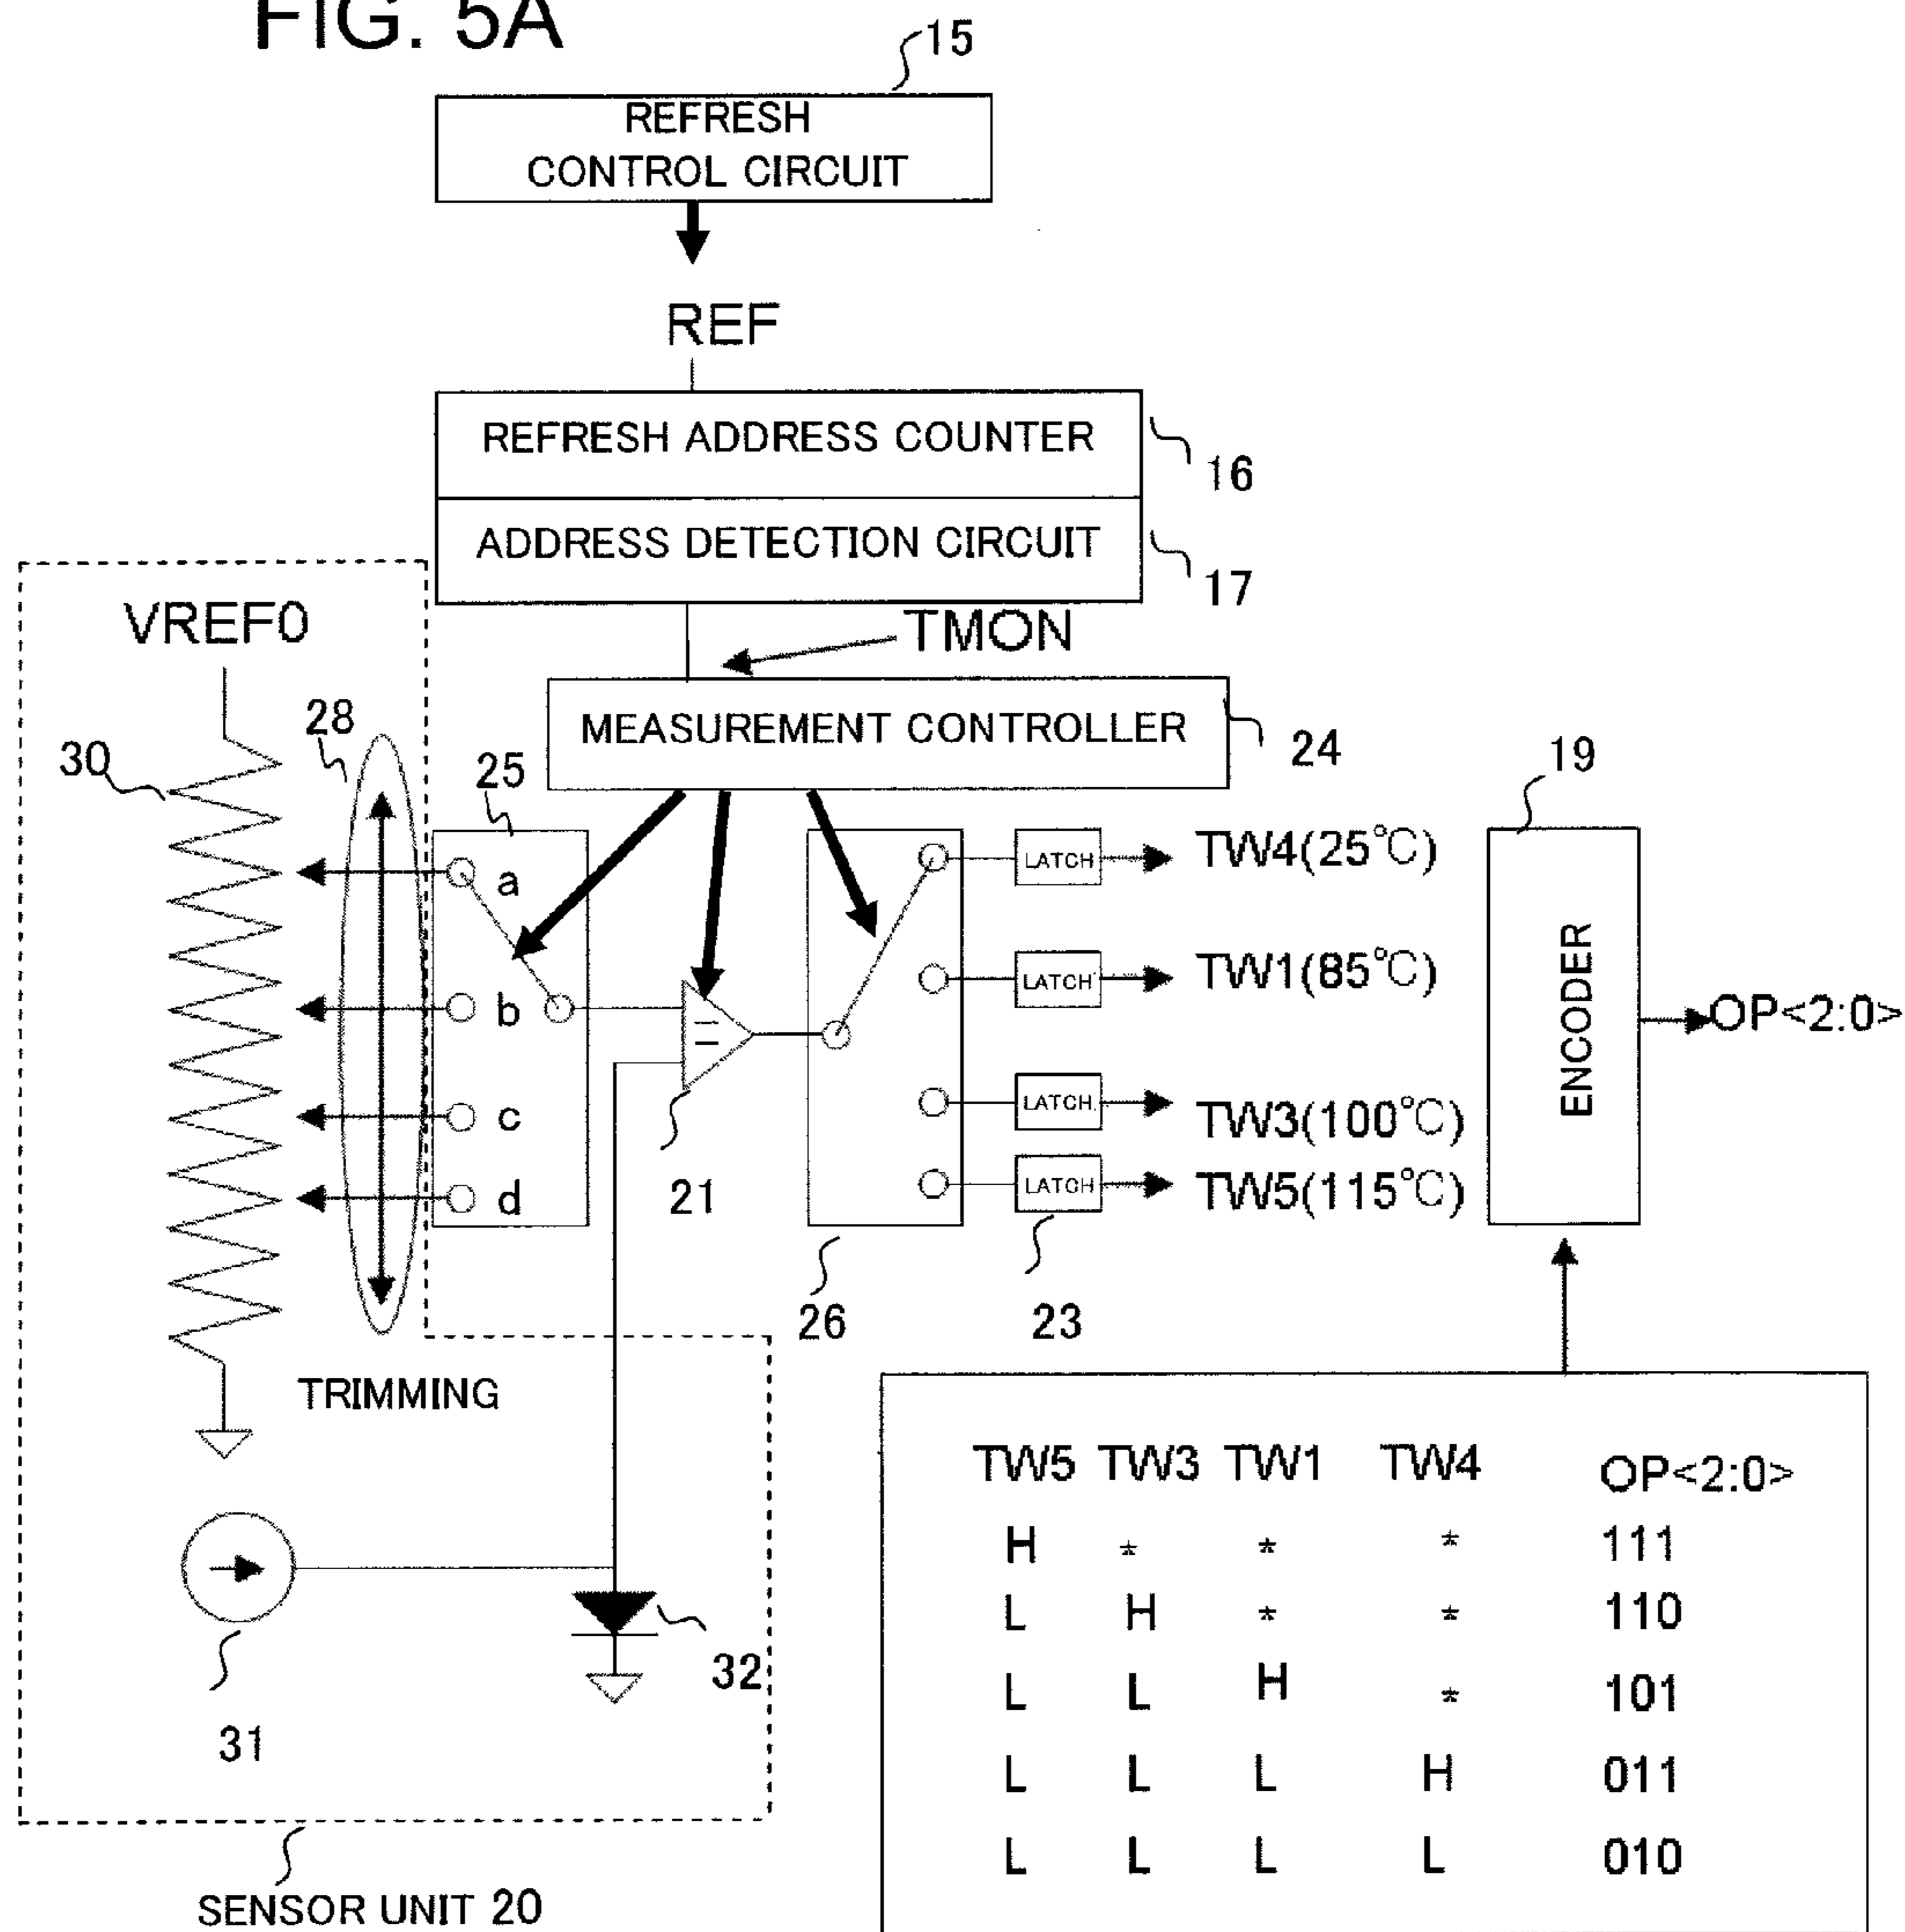 FIG. 5A
15
REFRESH
CONTROL CIRCUIT
REF
REFRESH ADDRESS COUNTER
16
ADDRESS DETECTION CIRCUIT
17
VREF0
TMON
28
MEASUREMENT CONTROLLER
24
30
25
19
a
LATCH
TW4(25℃)
b
LATCH
TW1(85℃)
ENCODER
OP<2:0>
c
LATCH
TW3(100℃)
d
21
LATCH
TW5(115℃)
26
23
TRIMMING
TW5 TW3 TW1 TW4 OP<2:0>
H * * * 111
L H * * 110
32
L L H * 101
31
L L L H 011
L L L L 010
SENSOR UNIT 20